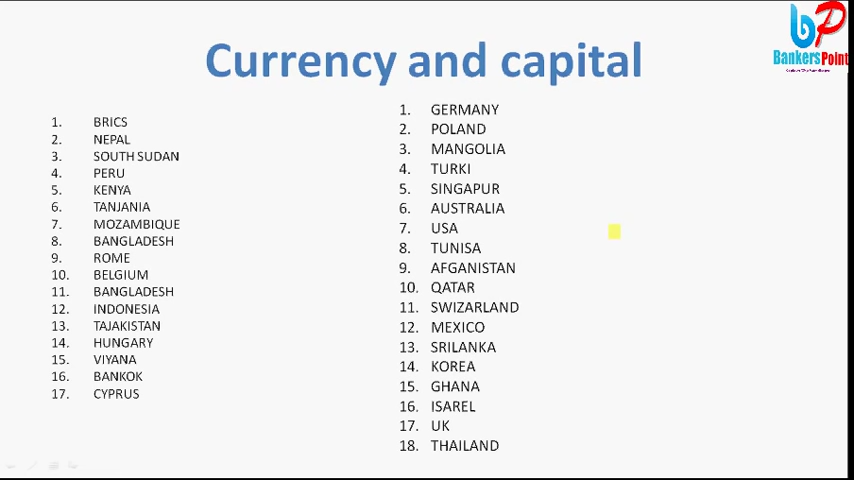 Currency and capital
BankersPoint
1. BRICS
2. NEPAL
3. SOUTH SUDAN
4. PERU
5. KENYA
6. TANJANIA
7. MOZAMBIQUE
8. BANGLADESH
9. ROME
10. BELGIUM
11. BANGLADESH
12. INDONESIA
13. TAJAKISTAN
14. HUNGARY
15. VIYANA
16. BANKOK
17. CYPRUS
1. GERMANY
2. POLAND
3. MANGOLIA
4. TURKI
5. SINGAPUR
6. AUSTRALIA
7. USA
8. TUNISA
9. AFGANISTAN
10. QATAR
11. SWIZARLAND
12. MEXICO
13. SRILANKA
14. KOREA
15. GHANA
16. ISAREL
17. UK
18. THAILAND